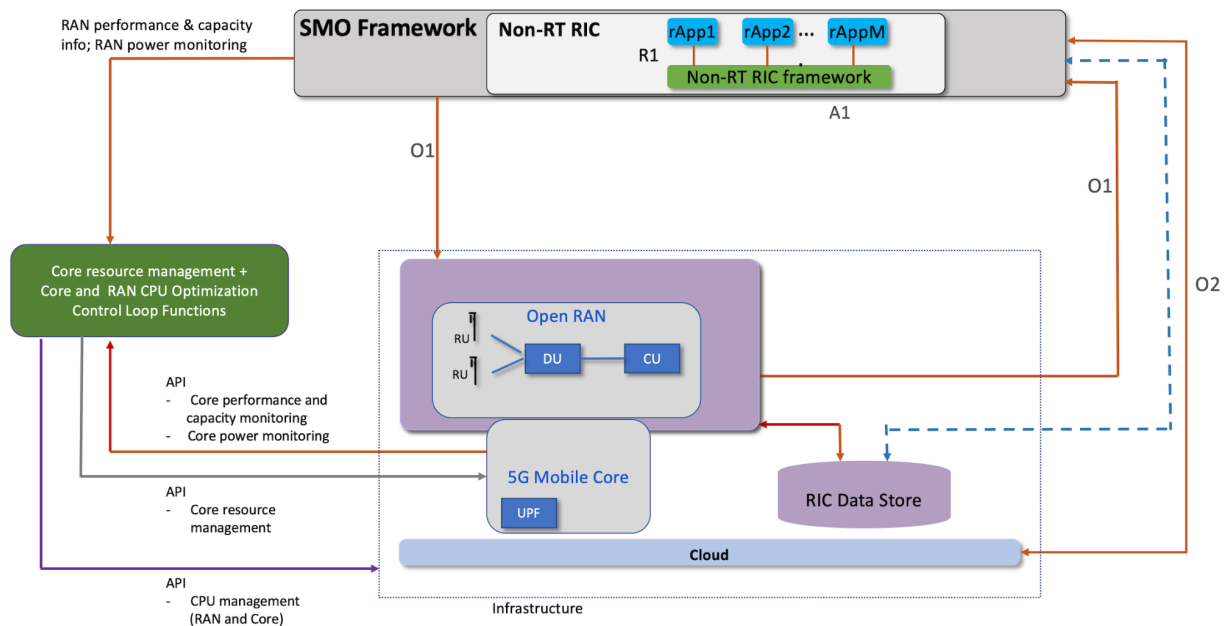 RAN performance & capacity
info; RAN power monitoring
SMO Framework
Non-RT RIC
rApp1
rApp2
...
rAppM
R1
Non-RT RIC framework
A1
O1
O1
O2
Core resource management +
Core and RAN CPU Optimization
Control Loop Functions
Open RAN
RU
RU
DU
CU
API
- Core performance and
capacity monitoring
- Core power monitoring
5G Mobile Core
UPF
RIC Data Store
API
- Core resource
management
Cloud
API
- CPU management
(RAN and Core)
Infrastructure